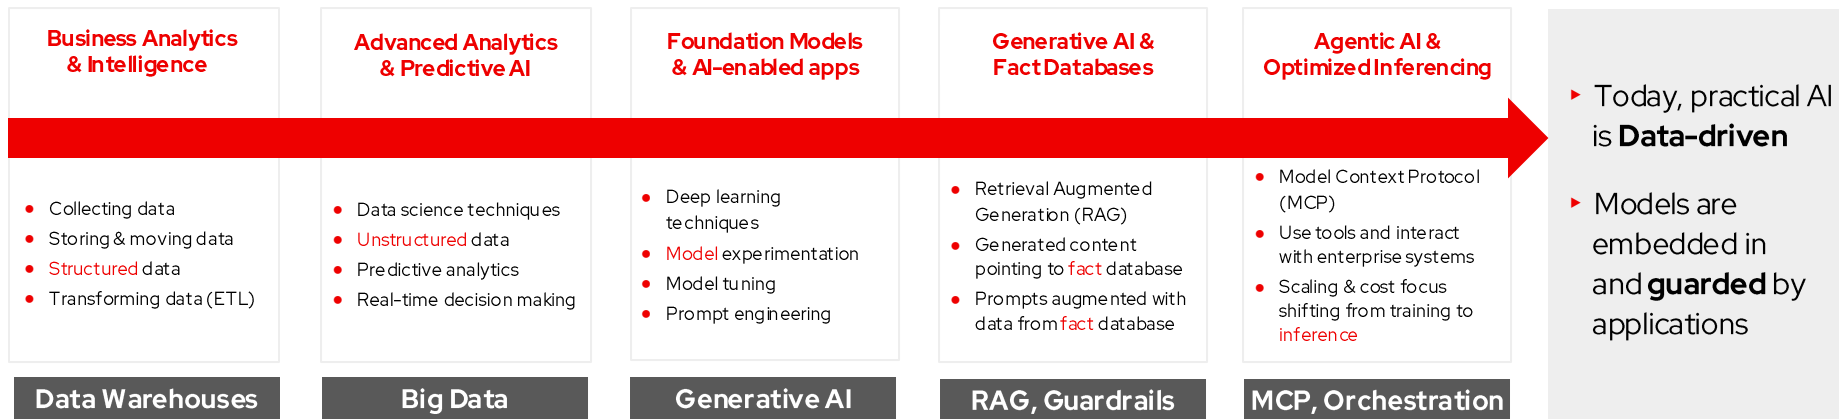 Business Analytics
& Intelligence
Collecting data
Storing & moving data
Structured data
Transforming data (ETL)
Data Warehouses
Advanced Analytics
& Predictive AI
Data science techniques
Unstructured data
Predictive analytics
Real-time decision making
Big Data
Foundation Models
& AI-enabled apps
Deep learning
techniques
Model experimentation
Model tuning
Prompt engineering
Generative AI
Generative AI &
Fact Databases
Retrieval Augmented
Generation (RAG)
Generated content
pointing to fact database
Prompts augmented with
data from fact database
RAG, Guardrails
Agentic AI &
Optimized Inferencing
Model Context Protocol
(MCP)
Use tools and interact
with enterprise systems
Scaling & cost focus
shifting from training to
inference
MCP, Orchestration
Today, practical AI
is Data-driven
Models are
embedded in
and guarded by
applications